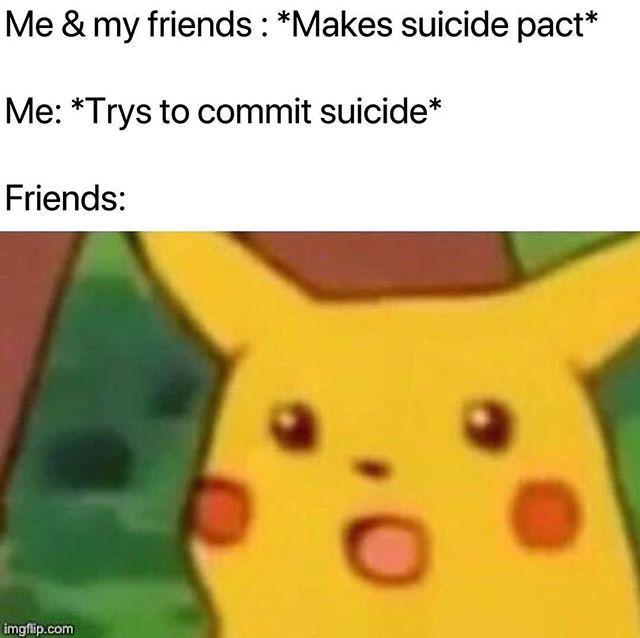 Me & my friends : *Makes suicide pact*
Me: *Trys to commit suicide*
Friends:
imgflip.com